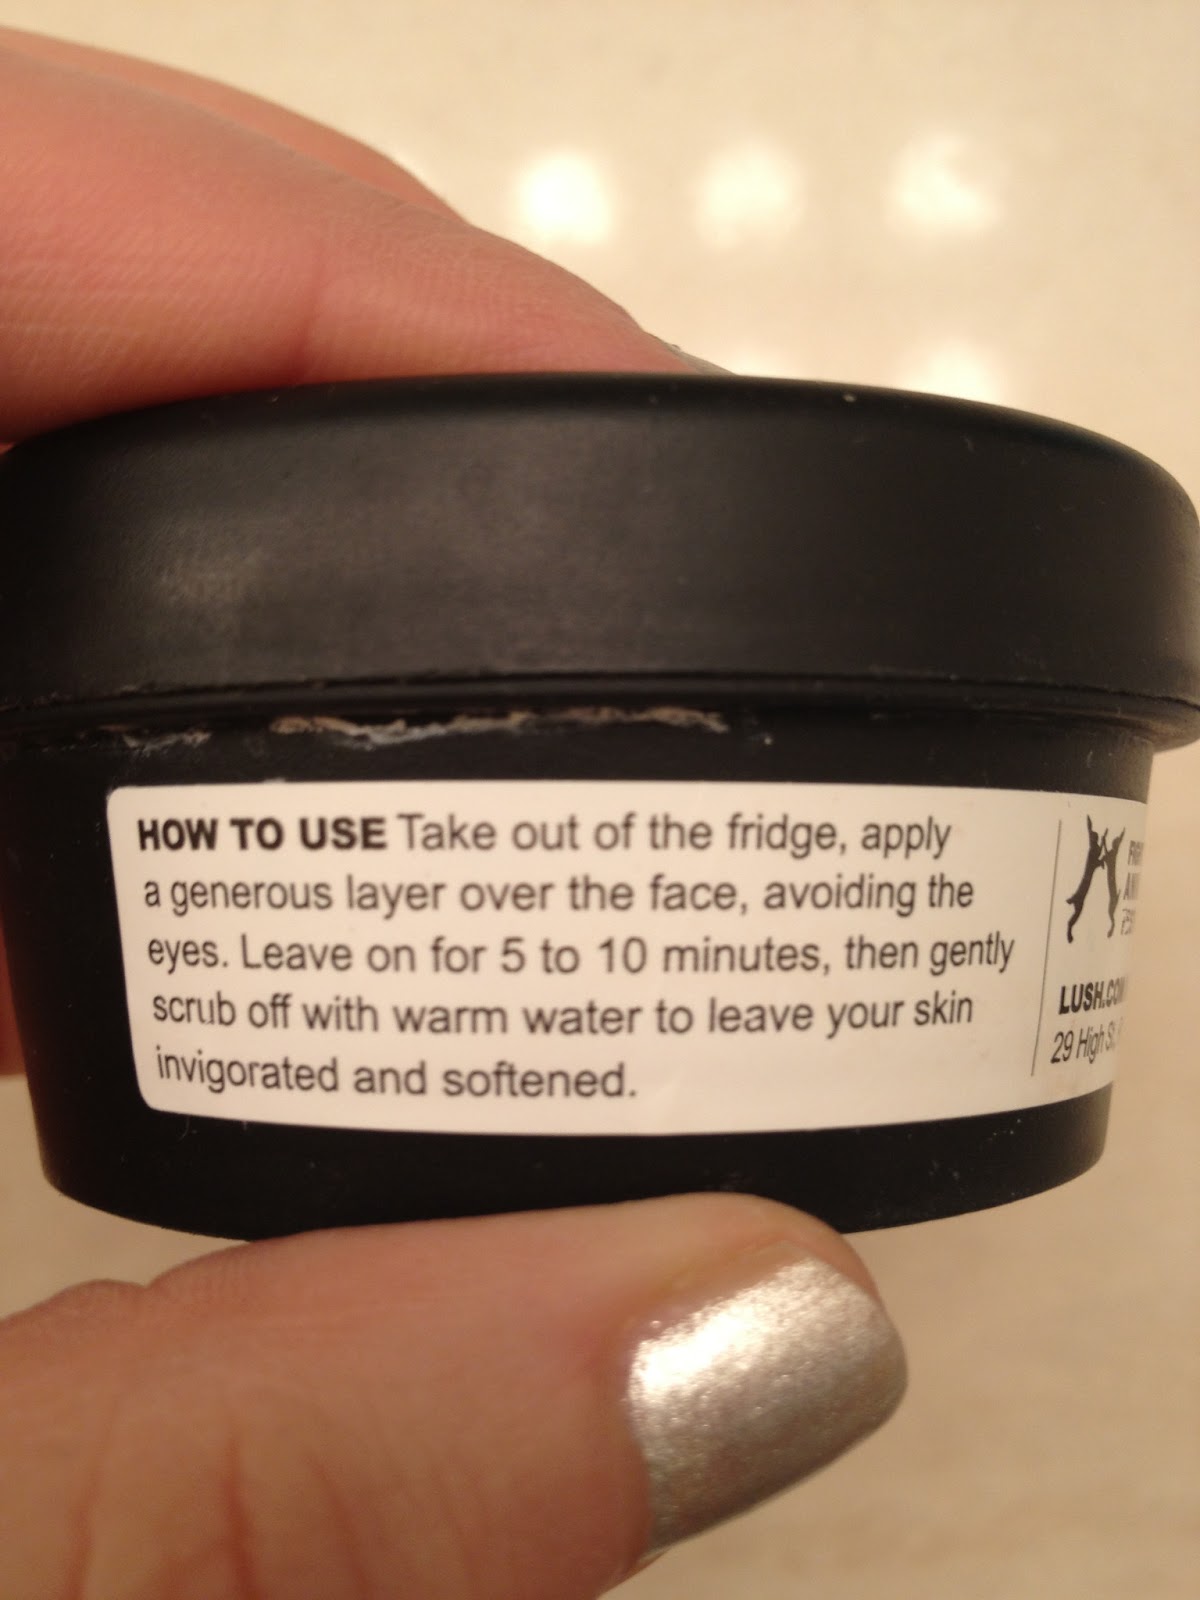 HOW TO USE Take out of the fridge, apply
a generous layer over the face, avoiding the
eyes. Leave on for 5 to 10 minutes, then gently
scrub off with warm water to leave your skin
invigorated and softened.
LUSH.CO
29 High